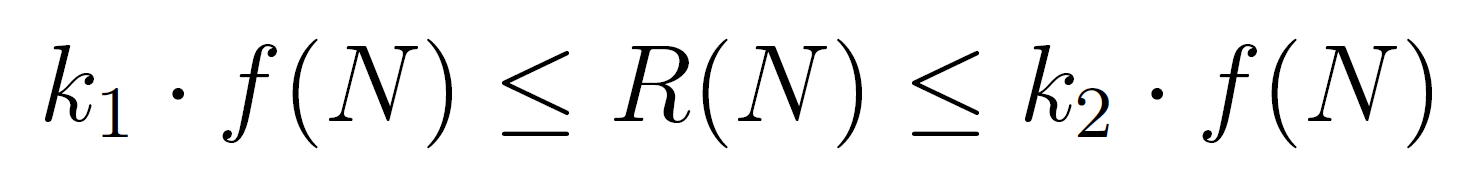 k₁ · f(N) ≤ R(N) ≤ k₂ · f(N)